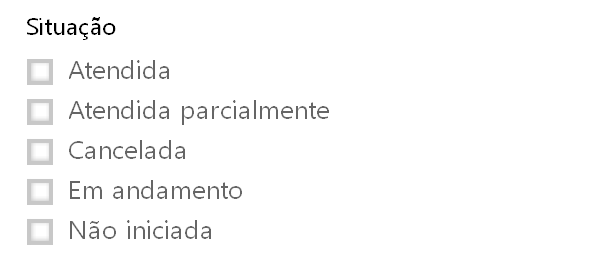 Situação
Atendida
Atendida parcialmente
Cancelada
Em andamento
Não iniciada